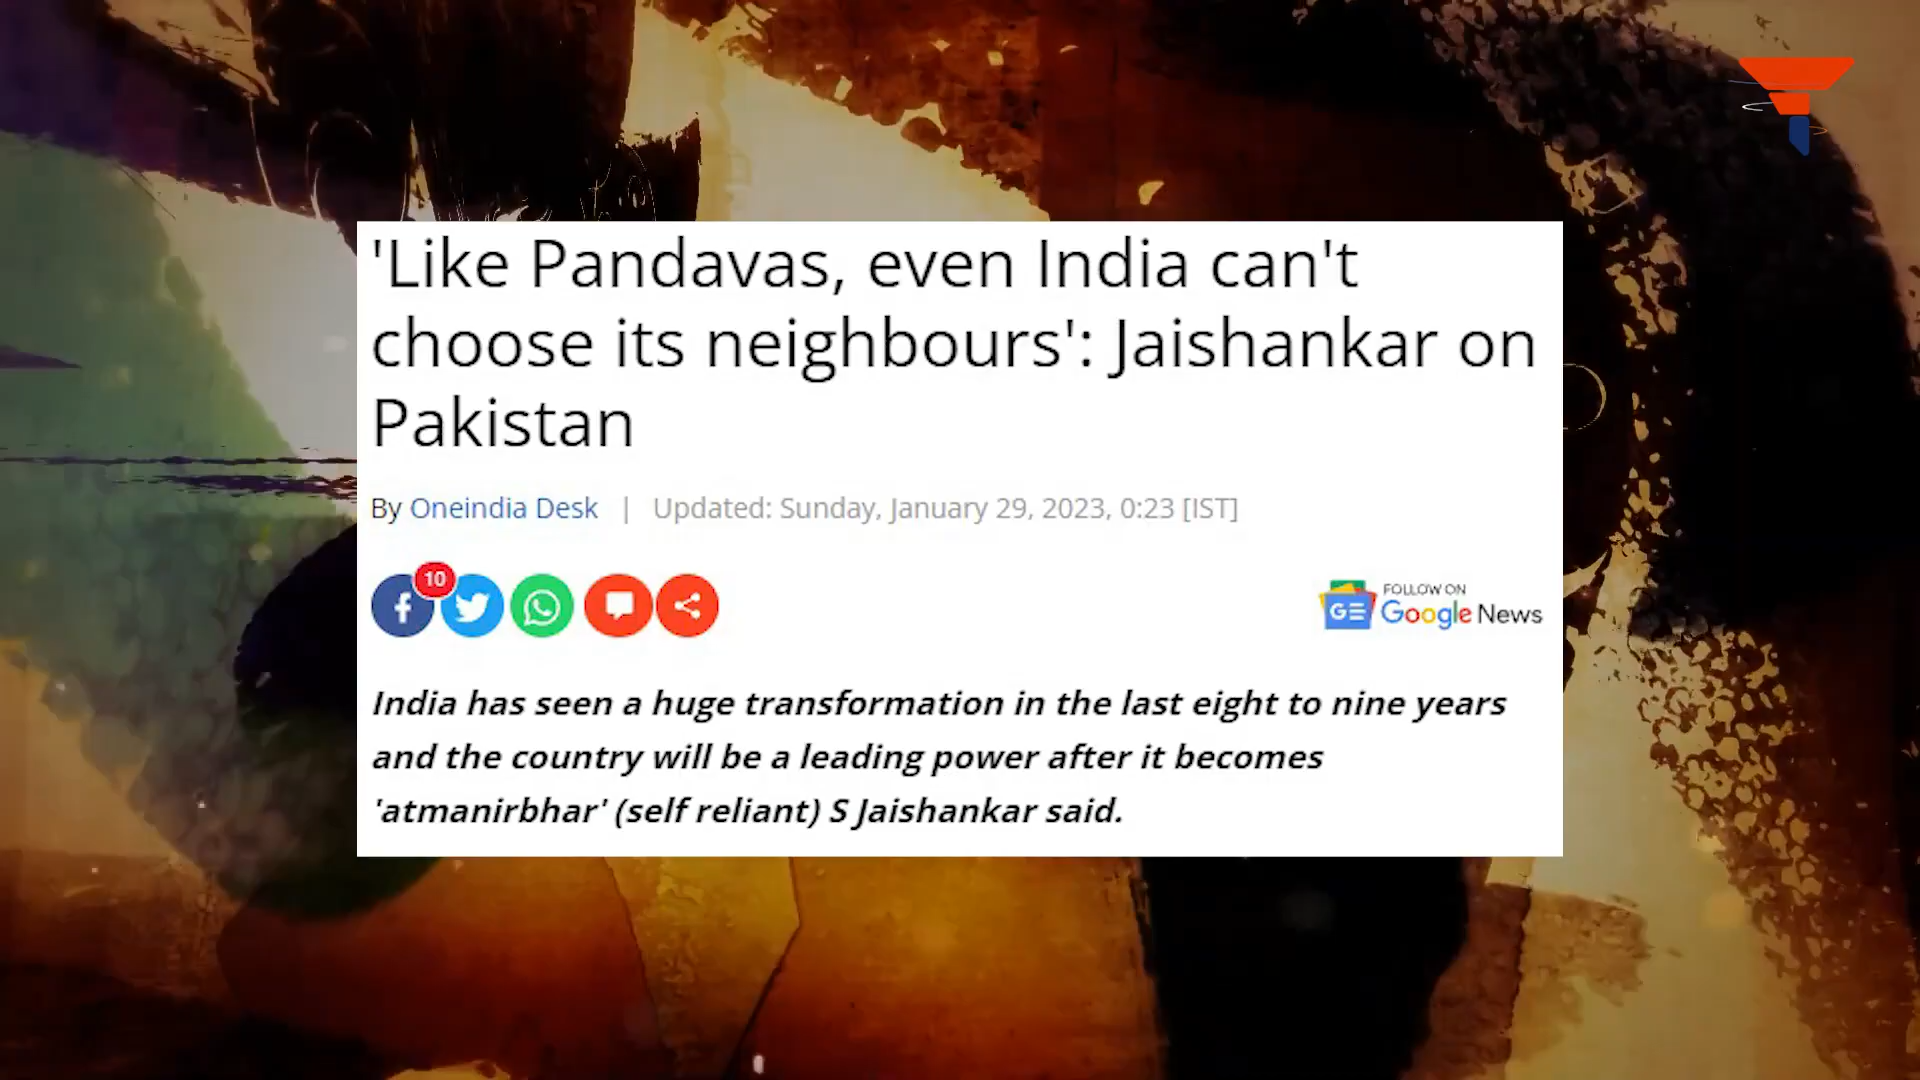 'Like Pandavas, even India can't
choose its neighbours': Jaishankar on
Pakistan
By Oneindia Desk | Updated: Sunday, January 29, 2023, 0:23 [IST]
10
FOLLOW ON
GE Google News
India has seen a huge transformation in the last eight to nine years
and the country will be a leading power after it becomes
'atmanirbhar' (self reliant) S Jaishankar said.